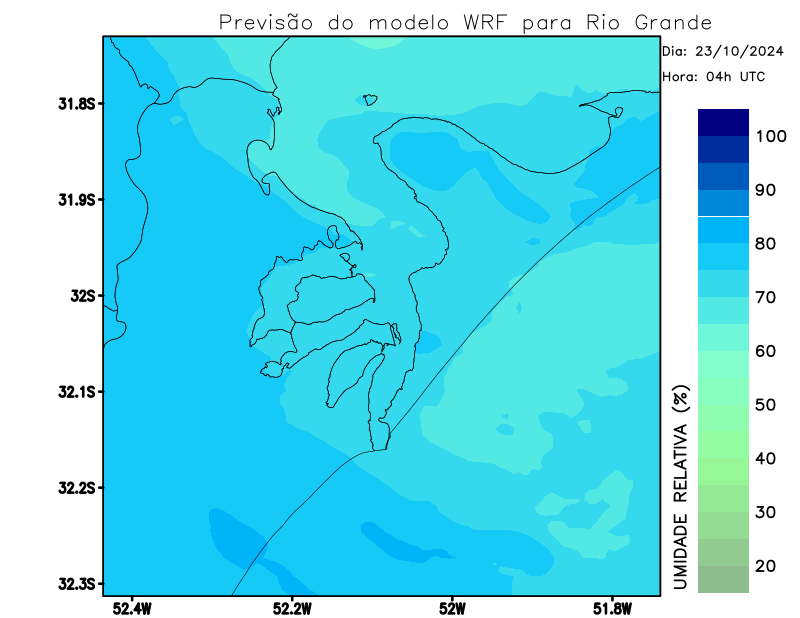 Previsão do modelo WRF para Rio Grande
Dia: 23/10/2024
Hora: 04h UTC
31.8S
31.9S
32S
32.1S
32.2S
32.3S
52.4W
52.2W
52W
51.8W
100
90
80
70
60
50
40
30
20
UMIDADE RELATIVA (%)